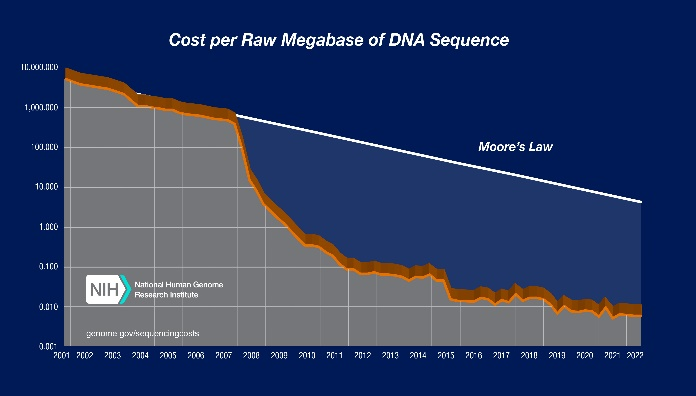 Cost per Raw Megabase of DNA Sequence
10.000.000
1,000.000
100.000
10.000
1.000
0.100
0.010
Moore's Law
NIH
National Human Genome
Research Institute
genome.gov/sequencingcosts
2001 2002 2003 2004 2005 2006 2007 2008 2009 2010 2011 2012 2013 2014 2015 2016 2017 2018 2019 2020 2021 2022